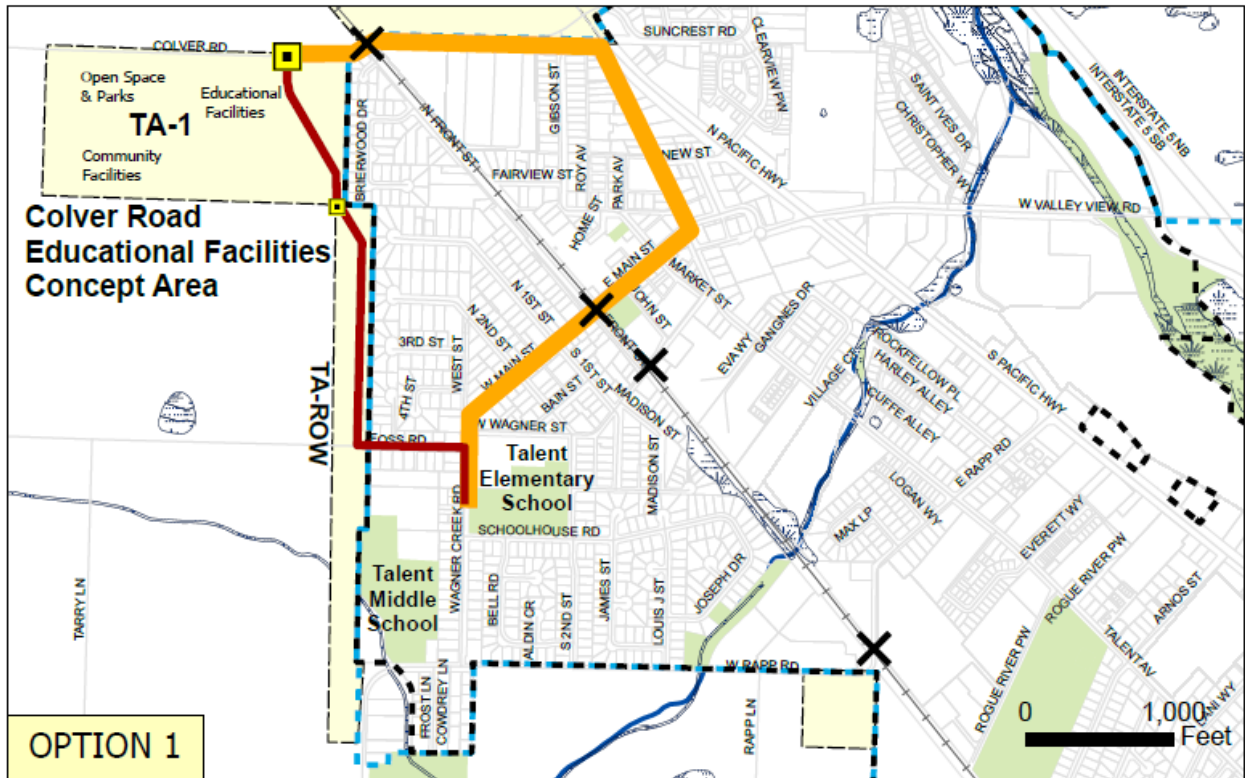 COLVER RD
SUNCREST RD
CLEARVIEW PW
INTERSTATE 5 NB
INTERSTATE 5 SB
Open Space
& Parks
Educational
Facilities
TA-1
Community
Facilities
BRIERWOOD DR
N FRONT ST
GIBSON ST
N PACIFIC HWY
SAINT IVES DR
CHRISTOPHER W
NEW ST
FAIRVIEW ST
ROY AV
PARK AV
HOME ST
W VALLEY VIEW RD
Colver Road
Educational Facilities
Concept Area
E MAIN ST
MARKET ST
JOHN ST
N 1ST ST
N 2ND ST
GANGNES DR
EVA WY
3RD ST
WEST ST
W MAIN ST
S 1ST ST
ROCKFELLOW PL
HARLEY ALLEY
CUFFE ALLEY
VILLAGE C
S PACIFIC HWY
TA-ROW
4TH ST
BAIN ST
MADISON ST
W WAGNER ST
FOSS RD
Talent
Elementary
School
MADISON ST
E RAPP RD
LOGAN WY
MAX LP
EVERETT WY
WAGNER CREEK RD
SCHOOLHOUSE RD
Talent
Middle
School
TARRY LN
BELL RD
ALDIN CR
S 2ND ST
JAMES ST
LOUIS J ST
JOSEPH DR
ROGUE RIVER PW
ARNOS ST
TALENT AV
W RAPP RD
FROST LN
COWDREY LN
RAPP LN
ROGUE RIVER PW
ANI WY
0 1,000
Feet
OPTION 1